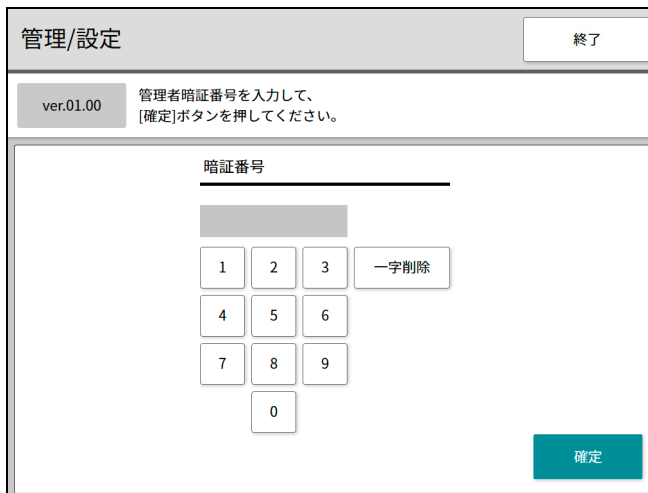 管理/設定
終了
ver.01.00
管理者暗証番号を入力して、
[確定]ボタンを押してください。
暗証番号
1 2 3 一字削除
4 5 6
7 8 9
0
確定